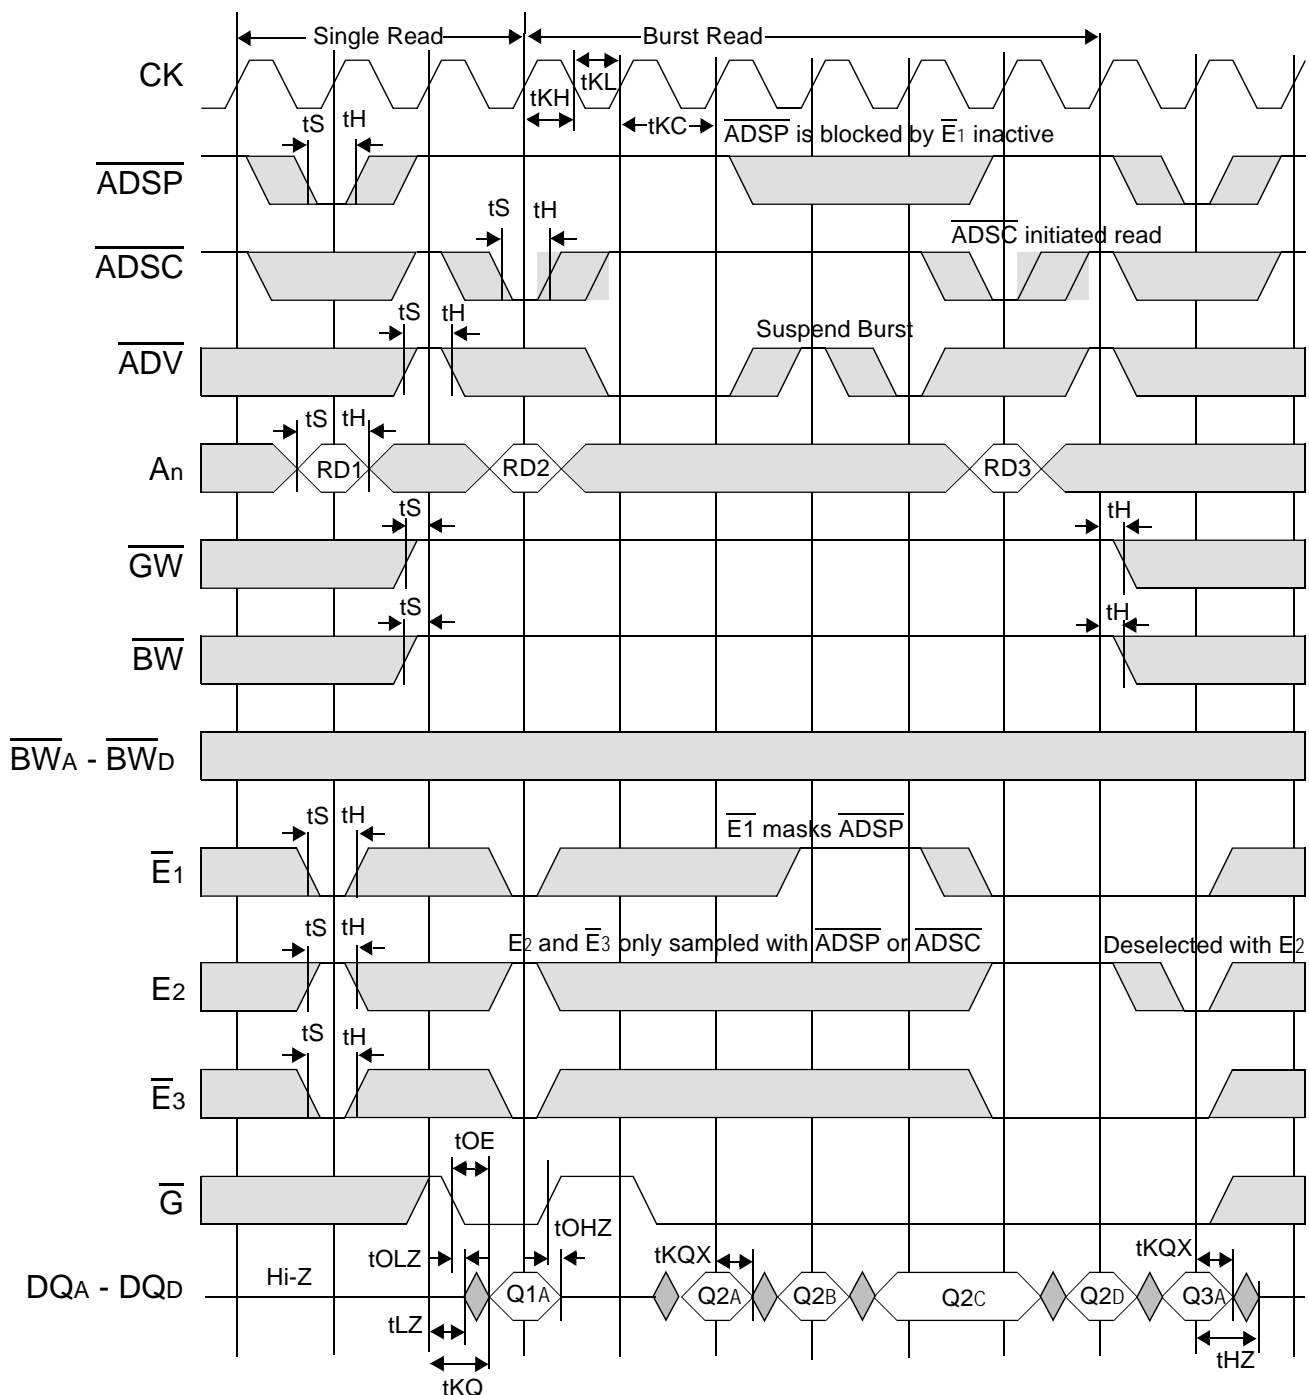 Single Read
Burst Read
CK
tKL
tKH
tKC
tS
tH
ADSP is blocked by E1 inactive
ADSP
tS
tH
ADSC initiated read
ADSC
tS
tH
Suspend Burst
ADV
tS
tH
An
RD1
RD2
RD3
tS
tH
GW
tS
tH
BW
BWA - BWD
tS
tH
E1 masks ADSP
E1
tS
tH
E2 and E3 only sampled with ADSP or ADSC
Deselected with E2
E2
tS
tH
E3
tOE
G
tOHZ
tOLZ
tKQX
tKQX
Hi-Z
DQA - DQD
Q1A
Q2A
Q2B
Q2C
Q2D
Q3A
tLZ
tHZ
tKQ